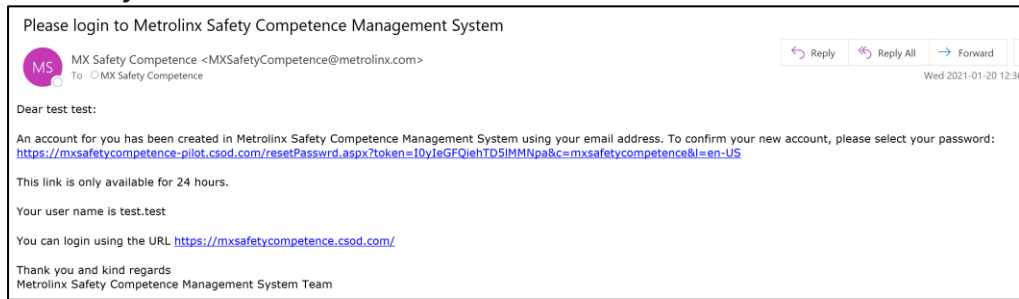 Please login to Metrolinx Safety Competence Management System
MS
MX Safety Competence <MXSafetyCompetence@metrolinx.com>
To MX Safety Competence
Reply
Reply All
Forward
Wed 2021-01-20 12:36
Dear test test:
An account for you has been created in Metrolinx Safety Competence Management System using your email address. To confirm your new account, please select your password:
https://mxsafetycompetence-pilot.csod.com/resetPasswrd.aspx?token=I0yIeGFQiehTD5lMMNpa&c=mxsafetycompetence&l=en-US
This link is only available for 24 hours.
Your user name is test.test
You can login using the URL https://mxsafetycompetence.csod.com/
Thank you and kind regards
Metrolinx Safety Competence Management System Team